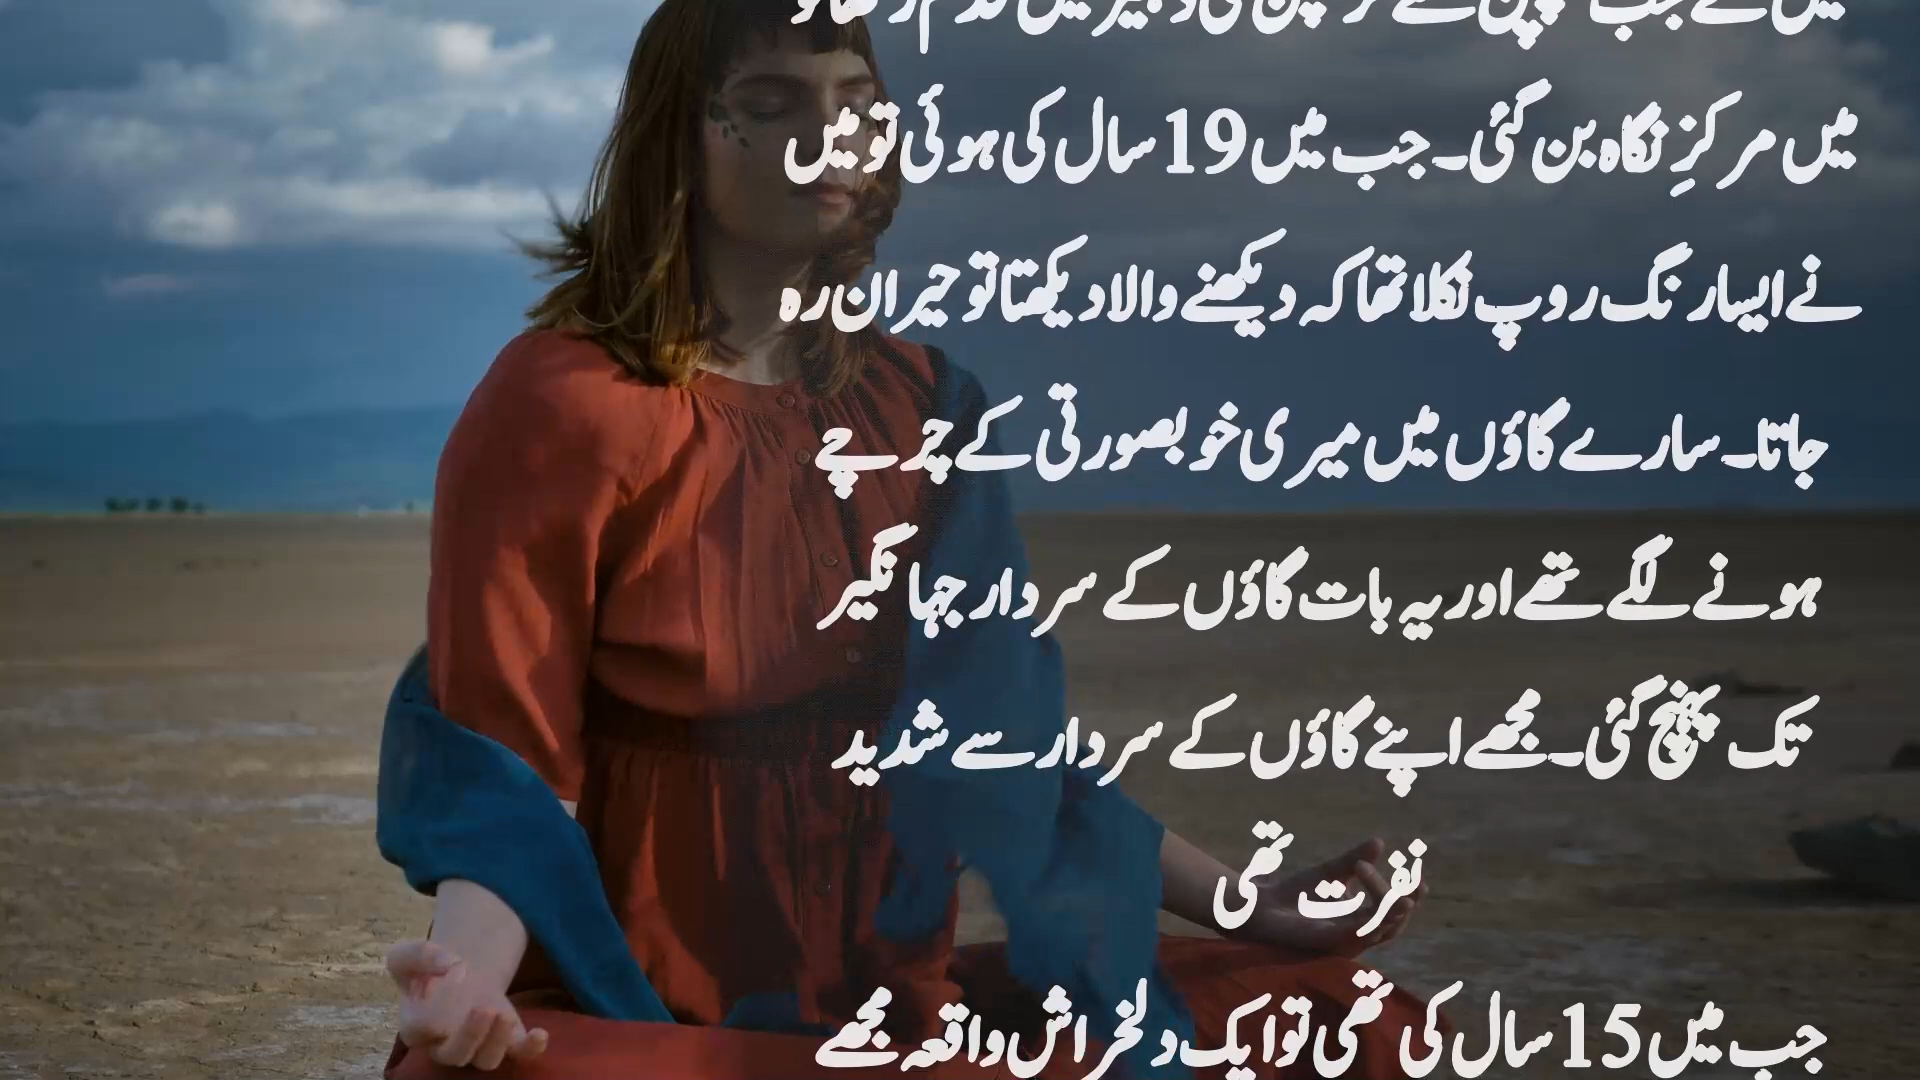 میں مرکزِ نگاہ بن گئی۔ جب میں 19 سال کی ہوئی تو میں
نے ایسا رنگ روپ نکلا تھا کہ دیکھنے والا دیکھتا تو حیران رہ
جاتا۔ سارے گاؤں میں میری خوبصورتی کے چرچے
ہونے لگے تھے اور یہ بات گاؤں کے سردار جہانگیر
تک پہنچ گئی۔ مجھے اپنے گاؤں کے سردار سے شدید
نفرت تھی
جب میں 15 سال کی تھی تو ایک دلخراش واقعہ مجھے